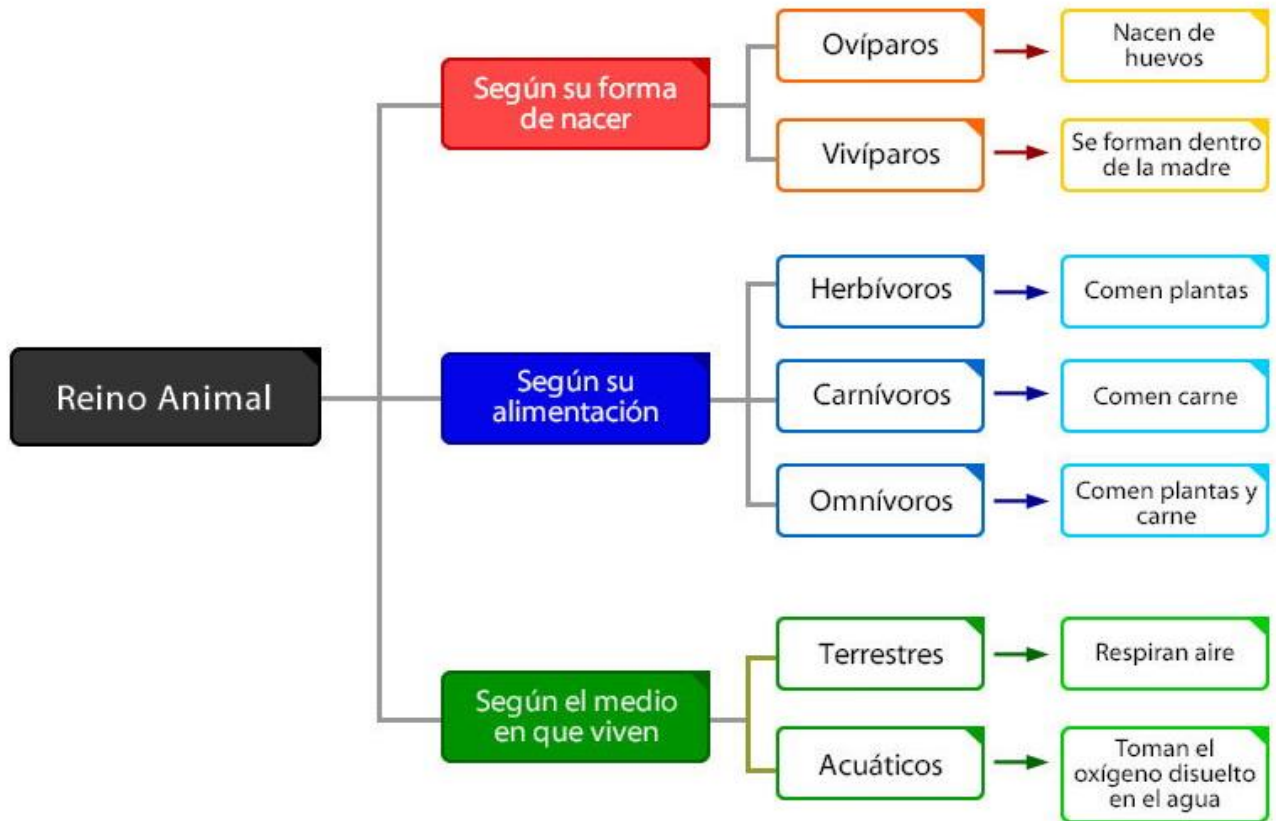 Reino Animal
Según su forma
de nacer
Ovíparos
Nacen de
huevos
Vivíparos
Se forman dentro
de la madre
Según su
alimentación
Herbívoros
Comen plantas
Carnívoros
Comen carne
Omnívoros
Comen plantas y
carne
Según el medio
en que viven
Terrestres
Respiran aire
Acuáticos
Toman el
oxígeno disuelto
en el agua